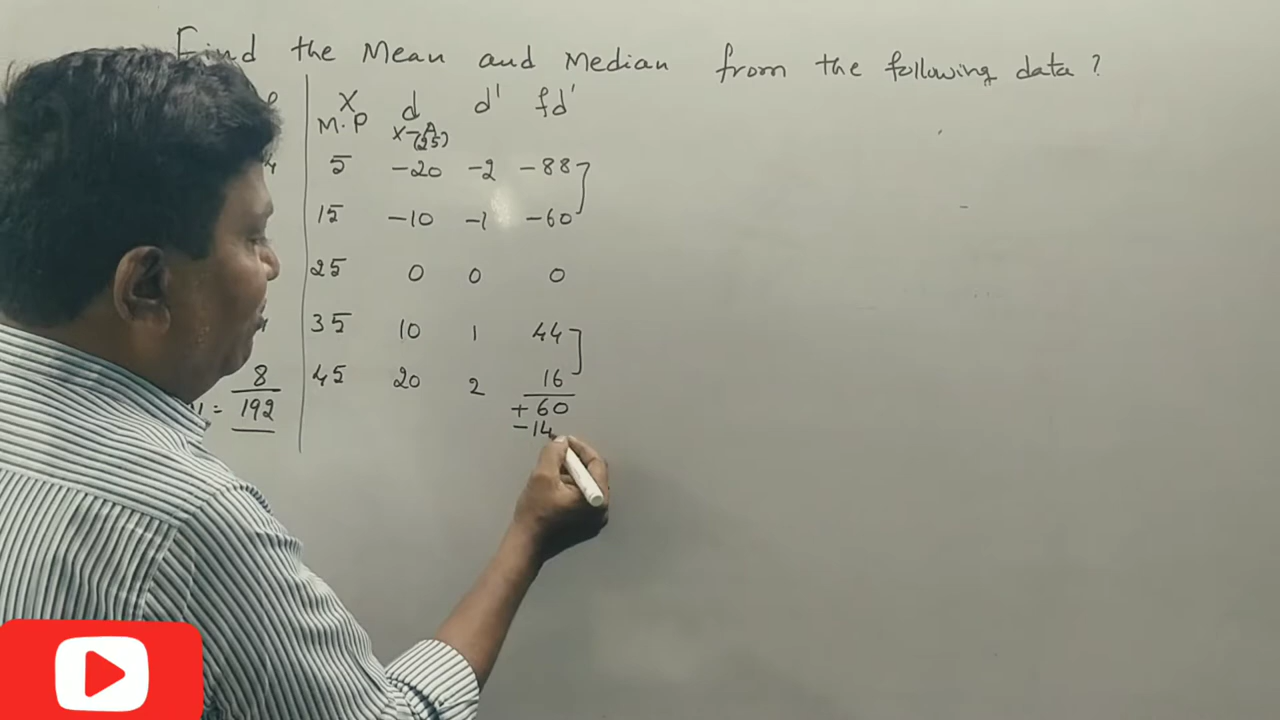 Find the Mean and Median from the following data?
X d d' fd'
M.P X-A
(25)
4 5 -20 -2 -88
15 -10 -1 -60
25 0 0 0
35 10 1 44
8 45 20 2 16
= 192 +60
-14